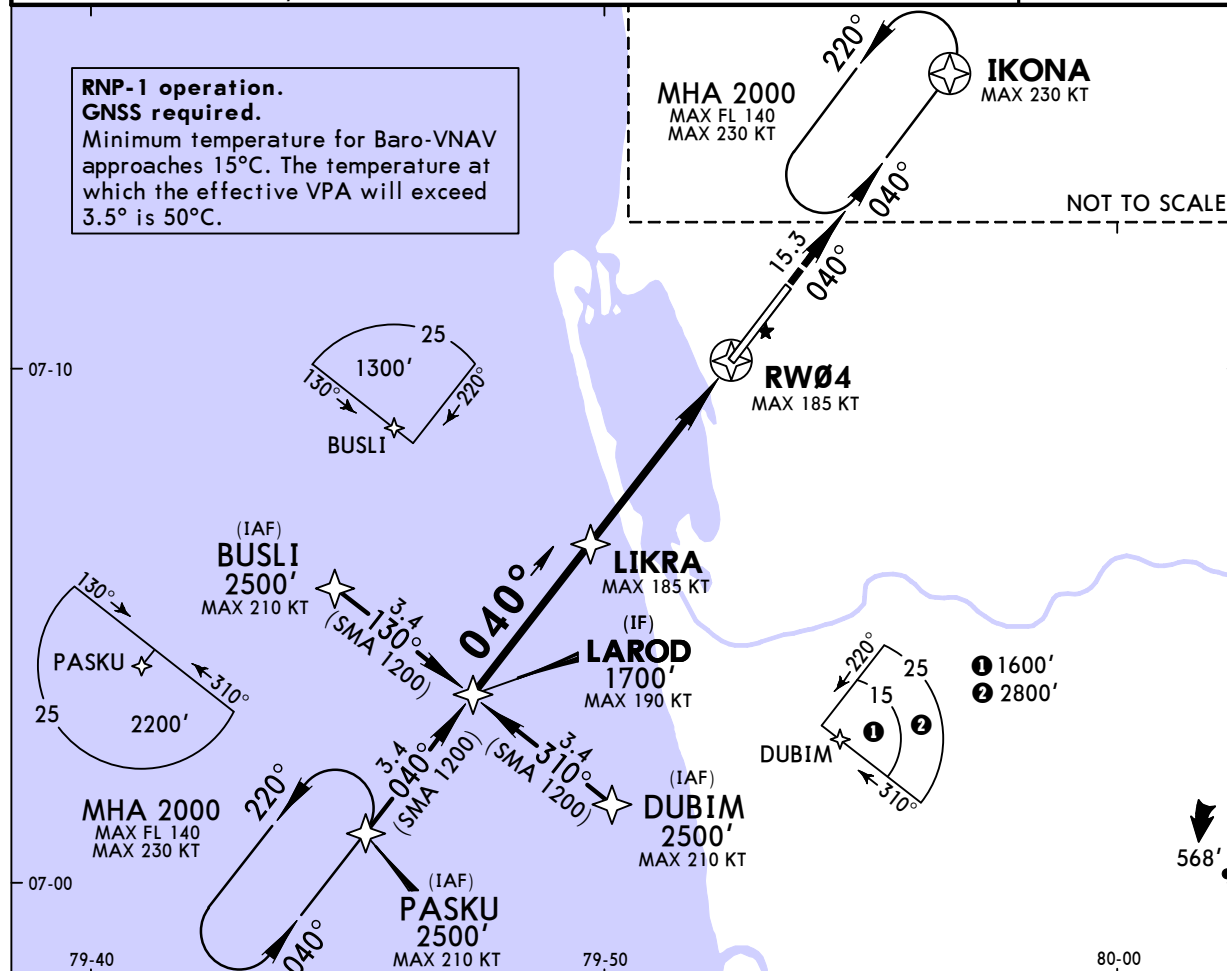 RNP-1 operation.
GNSS required.
Minimum temperature for Baro-VNAV
approaches 15°C. The temperature at
which the effective VPA will exceed
3.5° is 50°C.
220°
IKONA
MAX 230 KT
MHA 2000
MAX FL 140
MAX 230 KT
040°
NOT TO SCALE
15.3
040°
25
1300'
130°
220°
BUSLI
07-10
RWØ4
MAX 185 KT
(IAF)
BUSLI
2500'
MAX 210 KT
3.4
130°
(SMA 1200)
040°
LIKRA
MAX 185 KT
(IF)
LAROD
1700'
MAX 190 KT
130°
PASKU
310°
25
2200'
220°
25
15
❶ 1600'
❷ 2800'
❶
❷
DUBIM
310°
3.4
040°
(SMA 1200)
3.4
310°
(SMA 1200)
(IAF)
DUBIM
2500'
MAX 210 KT
MHA 2000
MAX FL 140
MAX 230 KT
220°
040°
(IAF)
PASKU
2500'
MAX 210 KT
568'
07-00
79-40
79-50
80-00